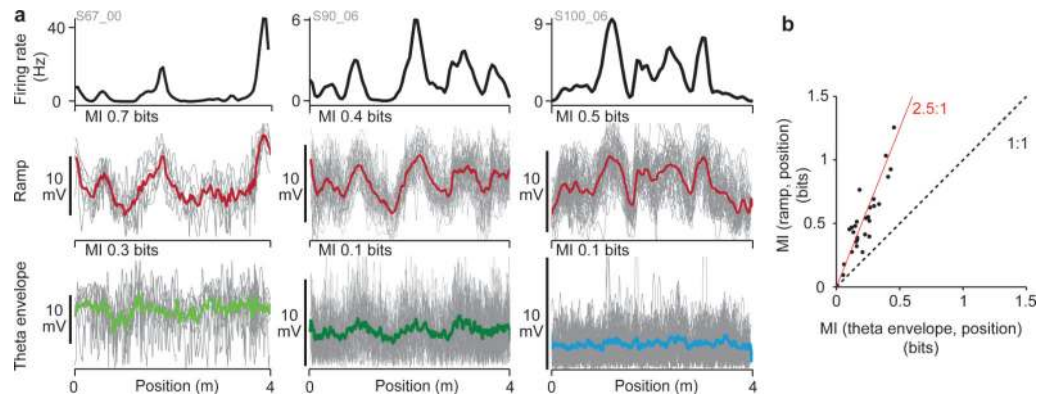 a
S67_00
S90_06
S100_06
b
Firing rate
(Hz)
40
0
6
0
9
0
MI 0.7 bits
MI 0.4 bits
MI 0.5 bits
Ramp
10
mV
10
mV
10
mV
MI 0.3 bits
MI 0.1 bits
MI 0.1 bits
Theta envelope
10
mV
10
mV
10
mV
0 Position (m) 4
0 Position (m) 4
0 Position (m) 4
MI (ramp, position)
(bits)
1.5
1
0.5
0
2.5:1
1:1
0 0.5 1 1.5
MI (theta envelope, position)
(bits)